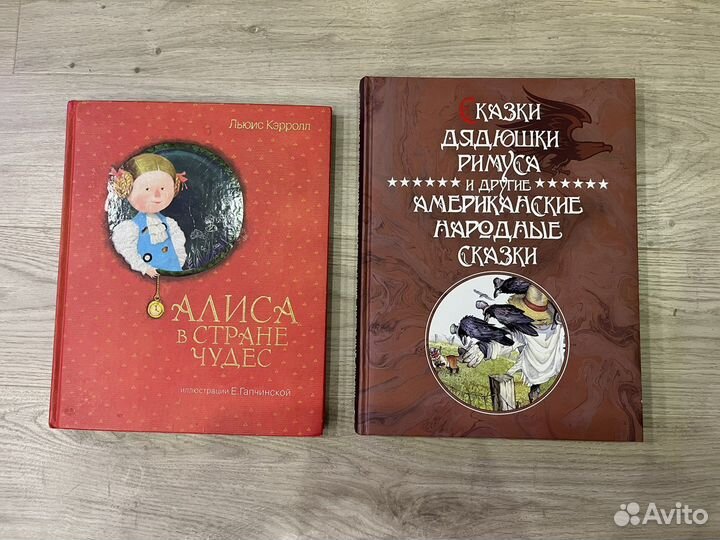 Льюис Кэрролл
АЛИСА
В СТРАНЕ
ЧУДЕС
иллюстрации Е. Гапчинской
СКАЗКИ
ДЯДЮШКИ
РИМУСА
И ДРУГИЕ
АМЕРИКАНСКИЕ
НАРОДНЫЕ
СКАЗКИ
Avito